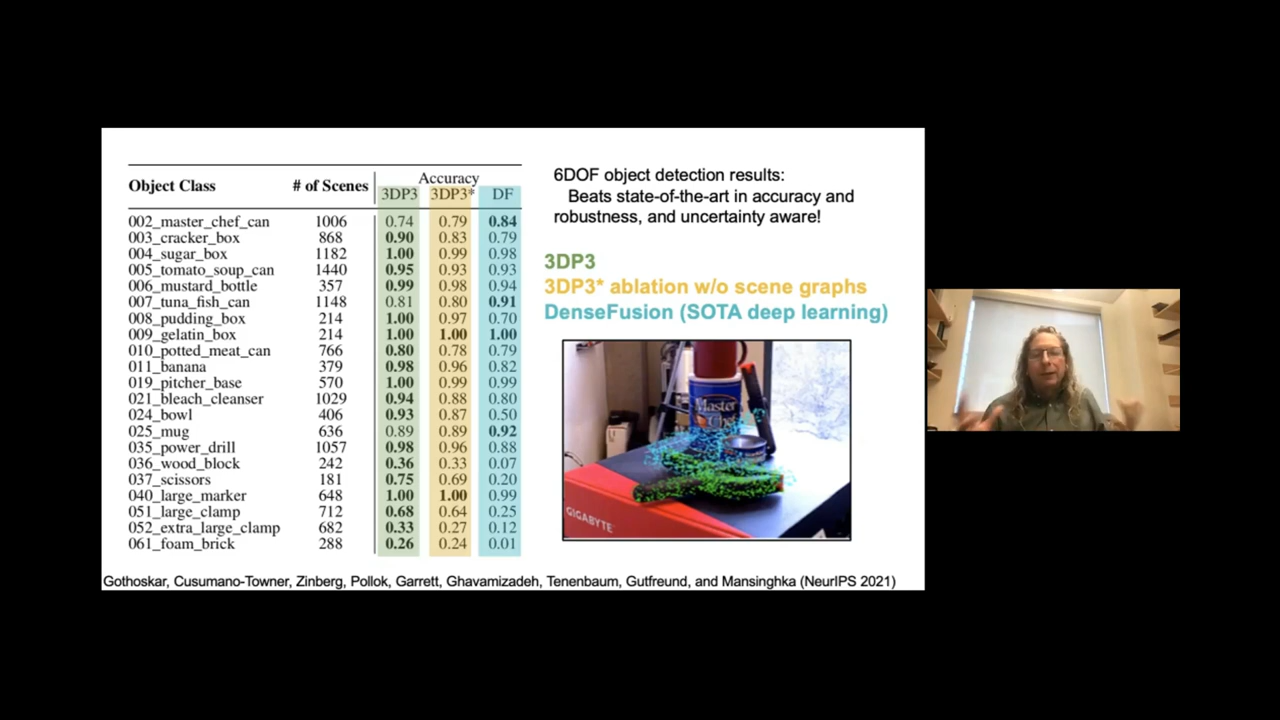 Object Class # of Scenes Accuracy
3DP3 3DP3* DF
002_master_chef_can 1006 0.74 0.79 0.84
003_cracker_box 868 0.90 0.83 0.79
004_sugar_box 1182 1.00 0.99 0.98
005_tomato_soup_can 1440 0.95 0.93 0.93
006_mustard_bottle 357 0.99 0.98 0.94
007_tuna_fish_can 1148 0.81 0.80 0.91
008_pudding_box 214 1.00 0.97 0.70
009_gelatin_box 214 1.00 1.00 1.00
010_potted_meat_can 766 0.80 0.78 0.79
011_banana 379 0.98 0.96 0.82
019_pitcher_base 570 1.00 0.99 0.99
021_bleach_cleanser 1029 0.94 0.88 0.80
024_bowl 406 0.93 0.87 0.50
025_mug 636 0.89 0.89 0.92
035_power_drill 1057 0.98 0.96 0.88
036_wood_block 242 0.36 0.33 0.07
037_scissors 181 0.75 0.69 0.20
040_large_marker 648 1.00 1.00 0.99
051_large_clamp 712 0.68 0.64 0.25
052_extra_large_clamp 682 0.33 0.27 0.12
061_foam_brick 288 0.26 0.24 0.01
6DOF object detection results:
Beats state-of-the-art in accuracy and
robustness, and uncertainty aware!
3DP3
3DP3* ablation w/o scene graphs
DenseFusion (SOTA deep learning)
Master
Chef
GIGABYTE
Gothoskar, Cusumano-Towner, Zinberg, Pollok, Garrett, Ghavamizadeh, Tenenbaum, Gutfreund, and Mansinghka (NeurIPS 2021)